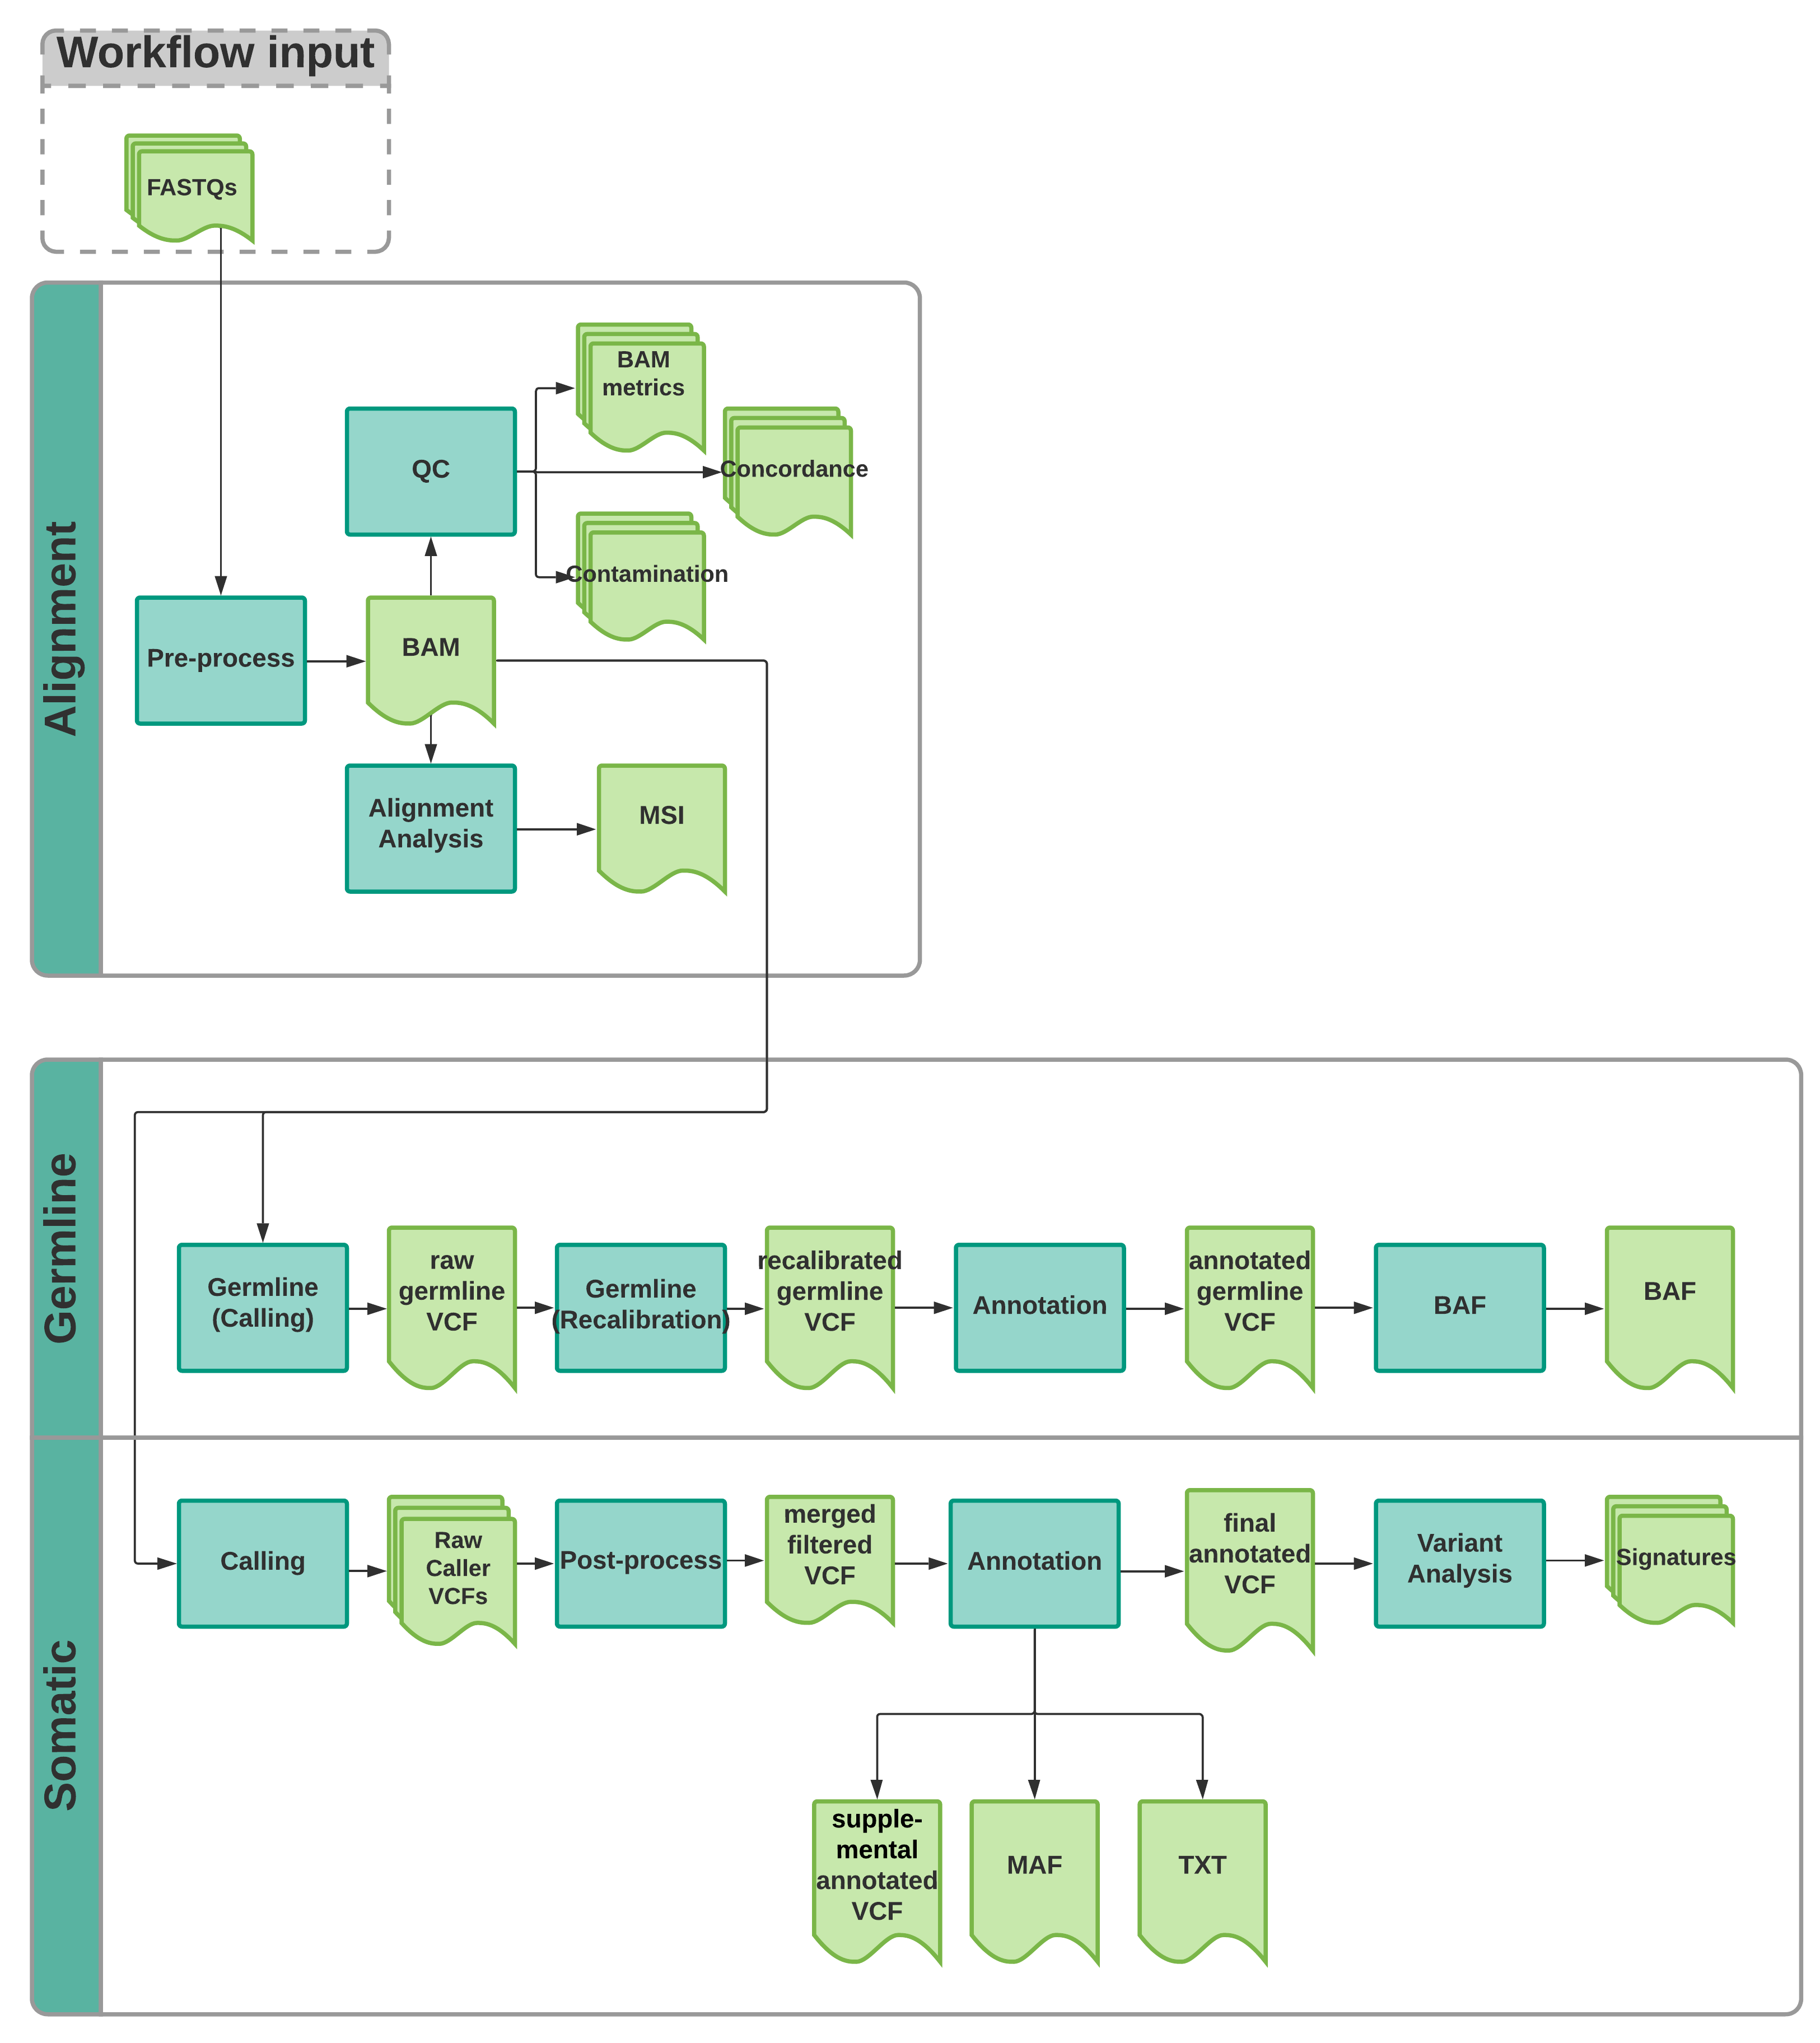 Workflow input
FASTQs
Alignment
BAM
metrics
QC
Concordance
Contamination
Pre-process
BAM
Alignment
Analysis
MSI
Germline
Germline
(Calling)
raw
germline
VCF
Germline
(Recalibration)
recalibrated
germline
VCF
Annotation
annotated
germline
VCF
BAF
BAF
Somatic
Calling
Raw
Caller
VCFs
Post-process
merged
filtered
VCF
Annotation
final
annotated
VCF
Variant
Analysis
Signatures
supple-
mental
annotated
VCF
MAF
TXT